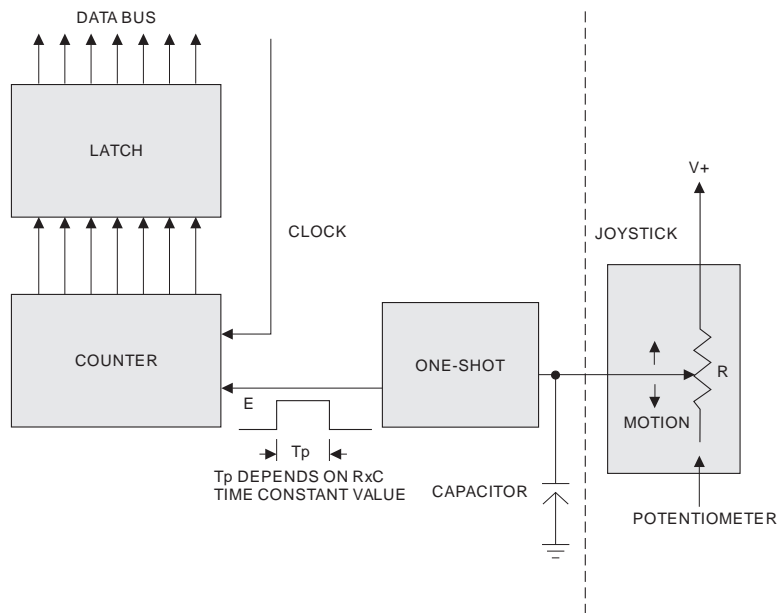 DATA BUS
LATCH
V+
CLOCK
JOYSTICK
COUNTER
ONE-SHOT
R
E
MOTION
Tp
Tp DEPENDS ON RxC
TIME CONSTANT VALUE
CAPACITOR
POTENTIOMETER